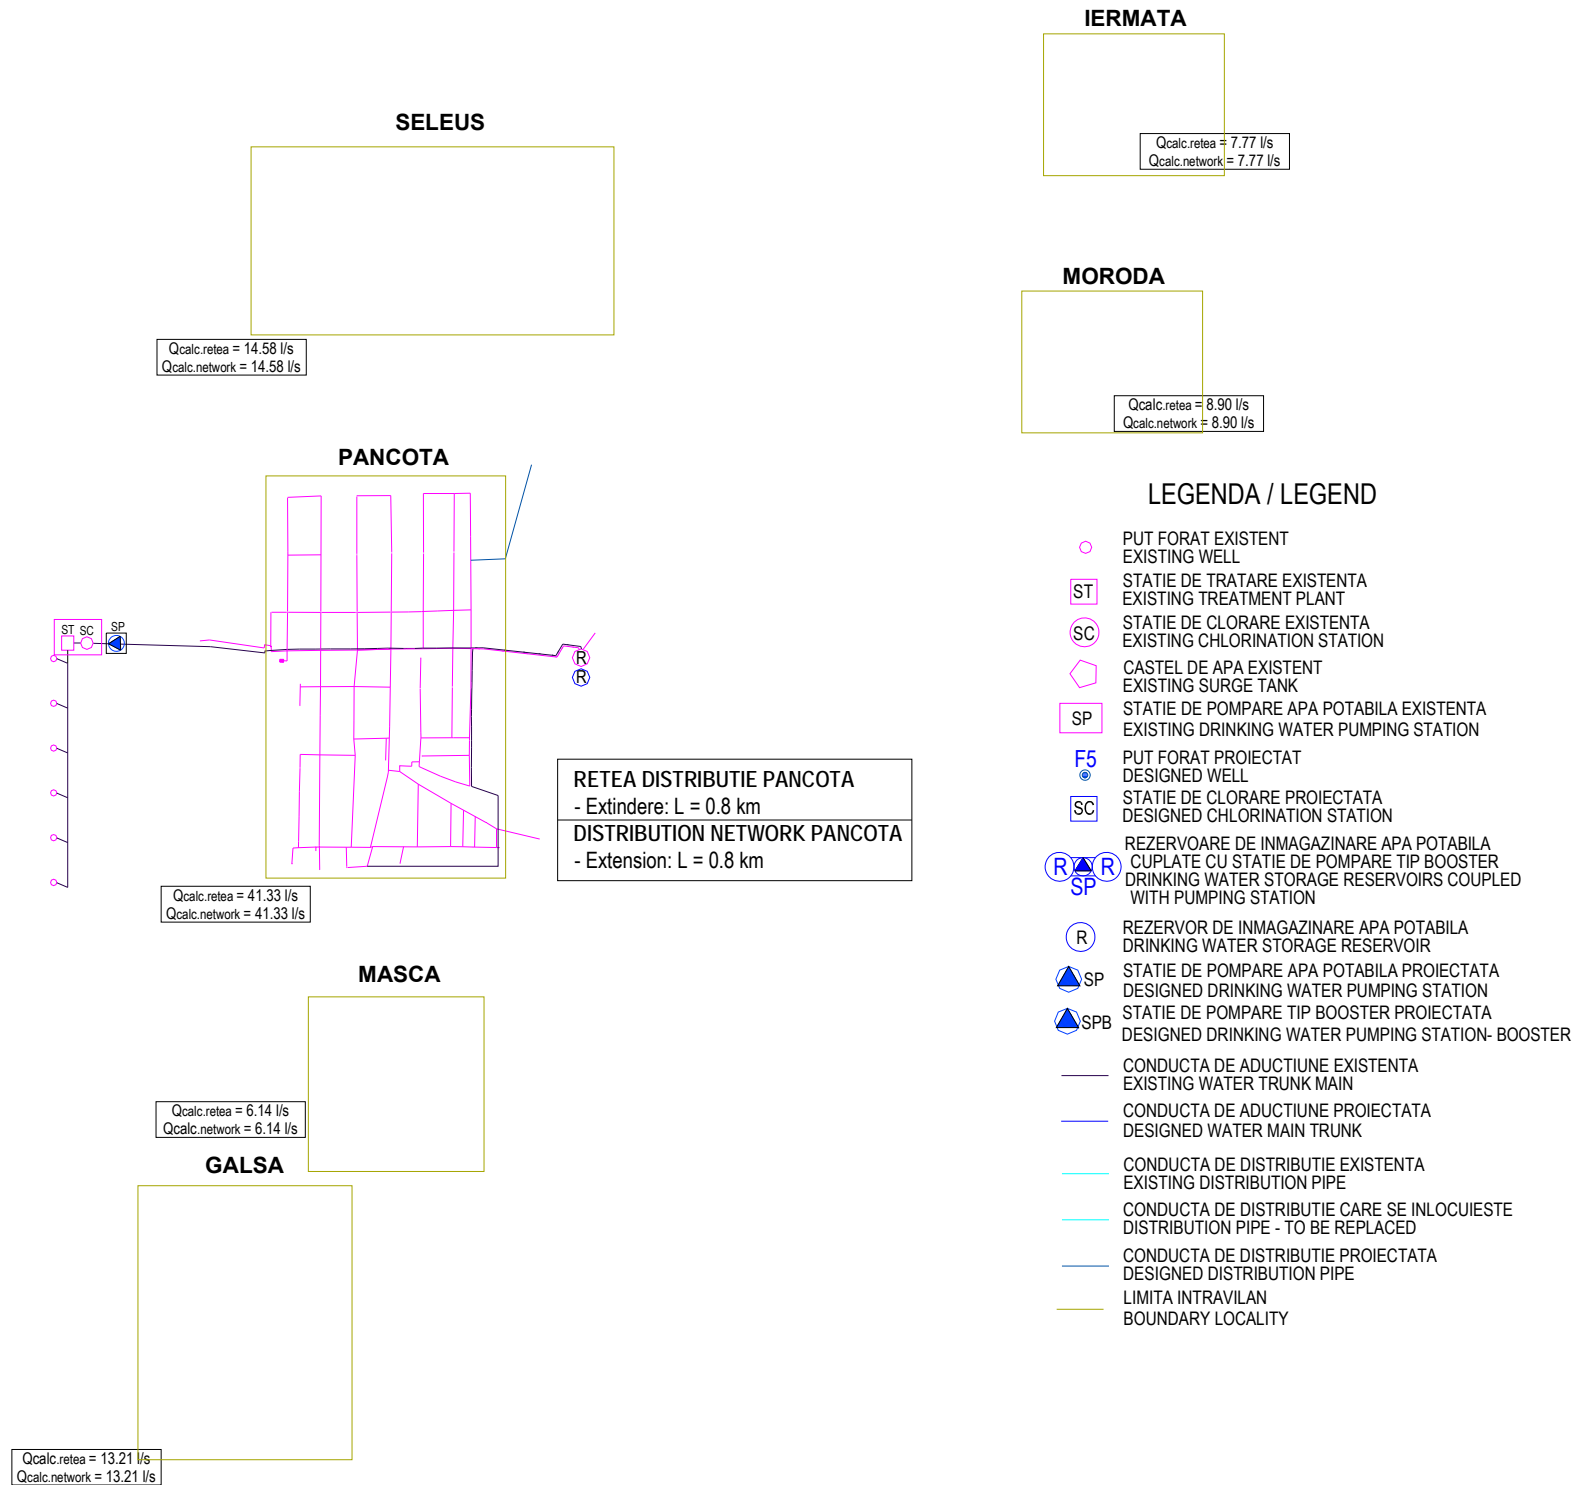 IERMATA
Qcalc.retea = 7.77 l/s
Qcalc.network = 7.77 l/s
SELEUS
Qcalc.retea = 14.58 l/s
Qcalc.network = 14.58 l/s
MORODA
Qcalc.retea = 8.90 l/s
Qcalc.network = 8.90 l/s
PANCOTA
ST SC SP
R
R
RETEA DISTRIBUTIE PANCOTA
- Extindere: L = 0.8 km
DISTRIBUTION NETWORK PANCOTA
- Extension: L = 0.8 km
Qcalc.retea = 41.33 l/s
Qcalc.network = 41.33 l/s
MASCA
Qcalc.retea = 6.14 l/s
Qcalc.network = 6.14 l/s
GALSA
Qcalc.retea = 13.21 l/s
Qcalc.network = 13.21 l/s
LEGENDA / LEGEND
PUT FORAT EXISTENT
EXISTING WELL
ST
STATIE DE TRATARE EXISTENTA
EXISTING TREATMENT PLANT
SC
STATIE DE CLORARE EXISTENTA
EXISTING CHLORINATION STATION
CASTEL DE APA EXISTENT
EXISTING SURGE TANK
SP
STATIE DE POMPARE APA POTABILA EXISTENTA
EXISTING DRINKING WATER PUMPING STATION
F5
PUT FORAT PROIECTAT
DESIGNED WELL
SC
STATIE DE CLORARE PROIECTATA
DESIGNED CHLORINATION STATION
R R
SP
REZERVOARE DE INMAGAZINARE APA POTABILA
CUPLATE CU STATIE DE POMPARE TIP BOOSTER
DRINKING WATER STORAGE RESERVOIRS COUPLED
WITH PUMPING STATION
R
REZERVOR DE INMAGAZINARE APA POTABILA
DRINKING WATER STORAGE RESERVOIR
SP
STATIE DE POMPARE APA POTABILA PROIECTATA
DESIGNED DRINKING WATER PUMPING STATION
SPB
STATIE DE POMPARE TIP BOOSTER PROIECTATA
DESIGNED DRINKING WATER PUMPING STATION- BOOSTER
CONDUCTA DE ADUCTIUNE EXISTENTA
EXISTING WATER TRUNK MAIN
CONDUCTA DE ADUCTIUNE PROIECTATA
DESIGNED WATER MAIN TRUNK
CONDUCTA DE DISTRIBUTIE EXISTENTA
EXISTING DISTRIBUTION PIPE
CONDUCTA DE DISTRIBUTIE CARE SE INLOCUIESTE
DISTRIBUTION PIPE - TO BE REPLACED
CONDUCTA DE DISTRIBUTIE PROIECTATA
DESIGNED DISTRIBUTION PIPE
LIMITA INTRAVILAN
BOUNDARY LOCALITY